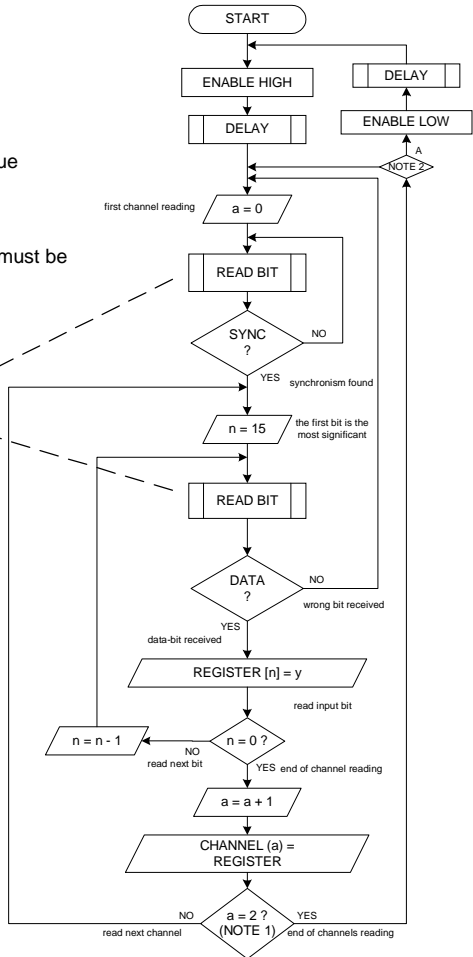 START
ENABLE HIGH
DELAY
DELAY
ENABLE LOW
A
NOTE 2
ue
must be
first channel reading
a = 0
READ BIT
SYNC
?
NO
YES
synchronism found
n = 15
the first bit is the
most significant
READ BIT
DATA
?
NO
wrong bit received
YES
data-bit received
REGISTER [n] = y
read input bit
n = n - 1
n = 0 ?
NO
read next bit
YES
end of channel reading
a = a + 1
CHANNEL (a) =
REGISTER
NO
read next channel
a = 2 ?
(NOTE 1)
YES
end of channels reading